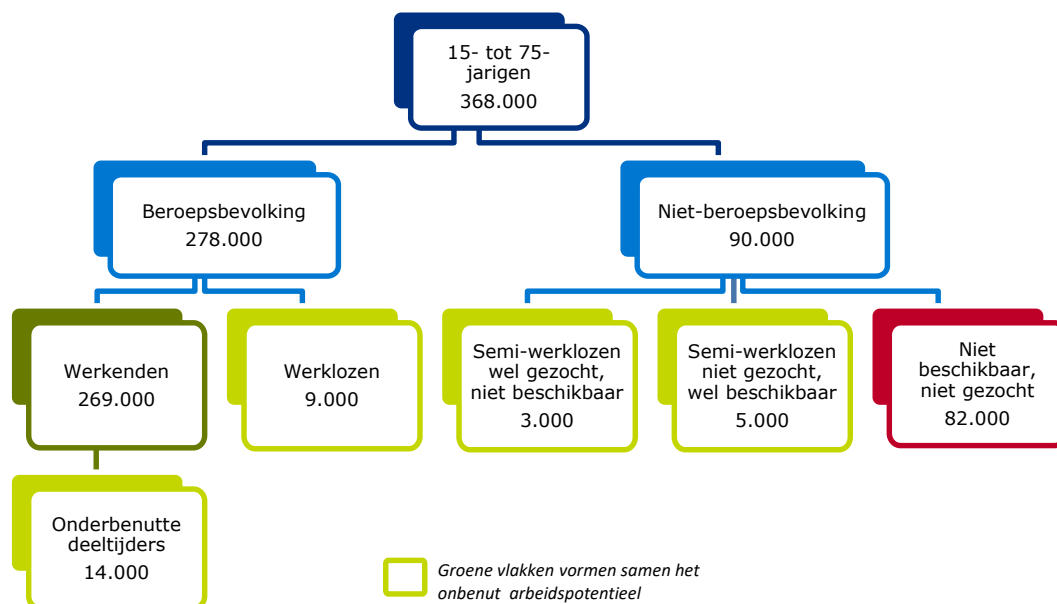 15- tot 75-
jarigen
368.000
Beroepsbevolking
278.000
Niet-beroepsbevolking
90.000
Werkenden
269.000
Werklozen
9.000
Semi-werklozen
wel gezocht,
niet beschikbaar
3.000
Semi-werklozen
niet gezocht,
wel beschikbaar
5.000
Niet
beschikbaar,
niet gezocht
82.000
Onderbenutte
deeltijders
14.000
Groene vlakken vormen samen het
onbenut arbeidspotentieel